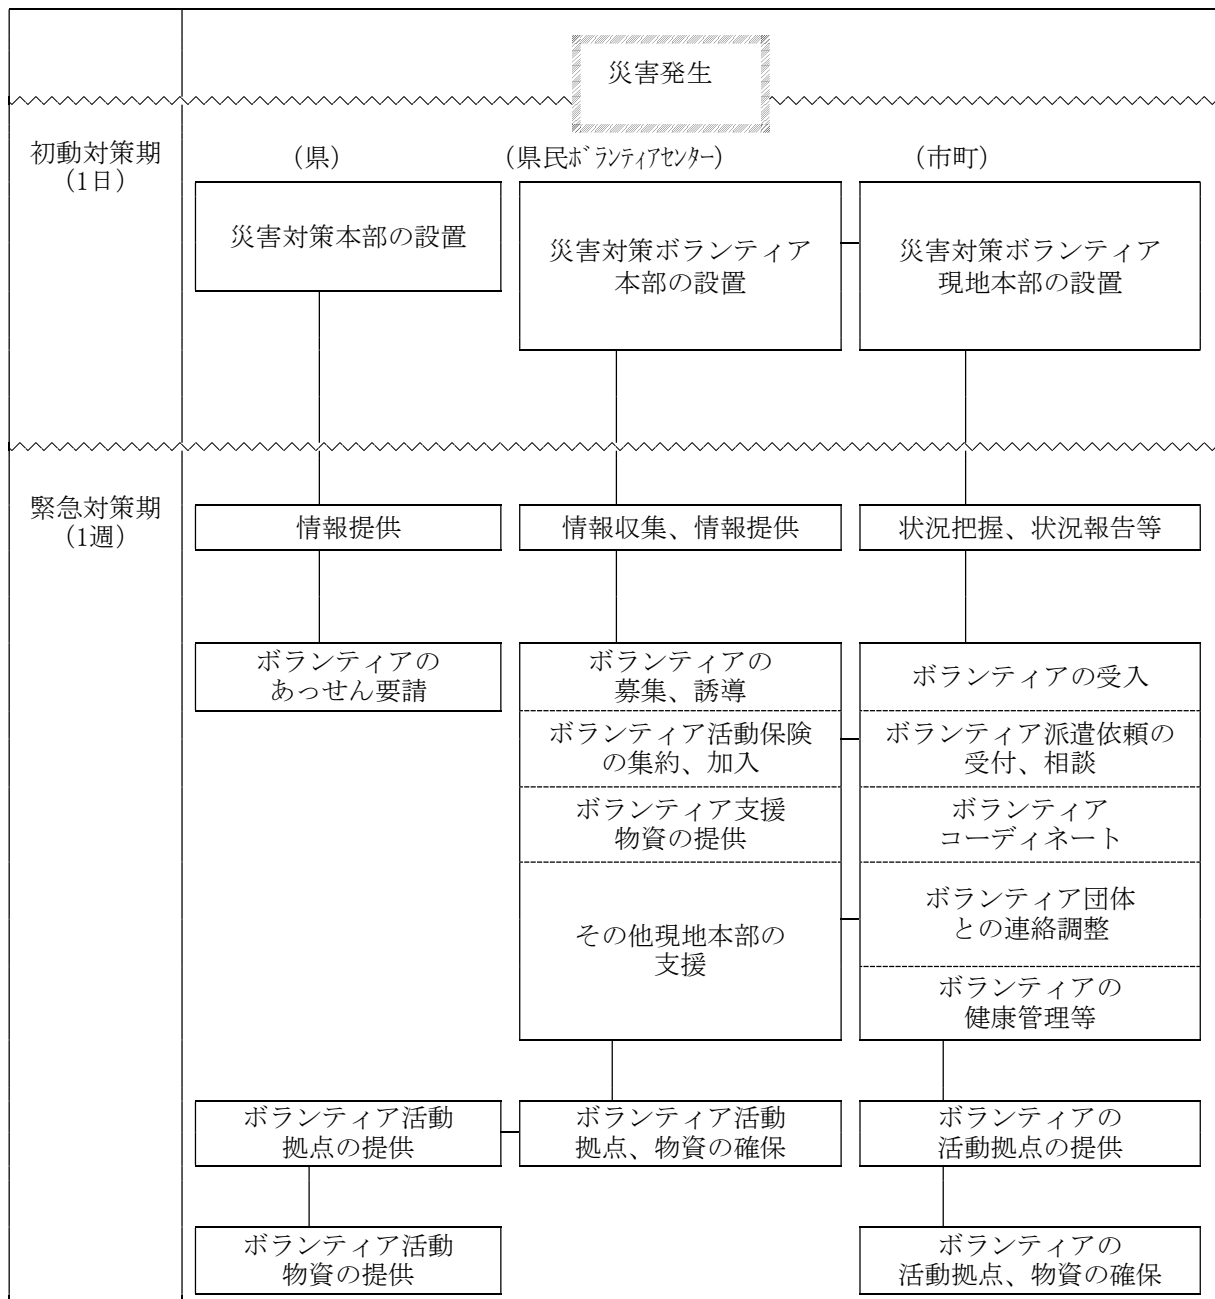 災害発生
初動対策期
(1日)
(県)
(県民ボランティアセンター)
(市町)
災害対策本部の設置
災害対策ボランティア
本部の設置
災害対策ボランティア
現地本部の設置
緊急対策期
(1週)
情報提供
情報収集、情報提供
状況把握、状況報告等
ボランティアの
あっせん要請
ボランティアの
募集、誘導
ボランティアの受入
ボランティア活動保険
の集約、加入
ボランティア派遣依頼の
受付、相談
ボランティア支援
物資の提供
ボランティア
コーディネート
その他現地本部の
支援
ボランティア団体
との連絡調整
ボランティアの
健康管理等
ボランティア活動
拠点の提供
ボランティア活動
拠点、物資の確保
ボランティアの
活動拠点の提供
ボランティア活動
物資の提供
ボランティアの
活動拠点、物資の確保